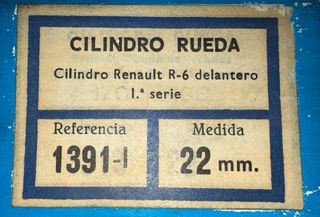 CILINDRO RUEDA
Cilindro Renault R-6 delantero
1.ª serie
Referencia
1391-I
Medida
22 mm.